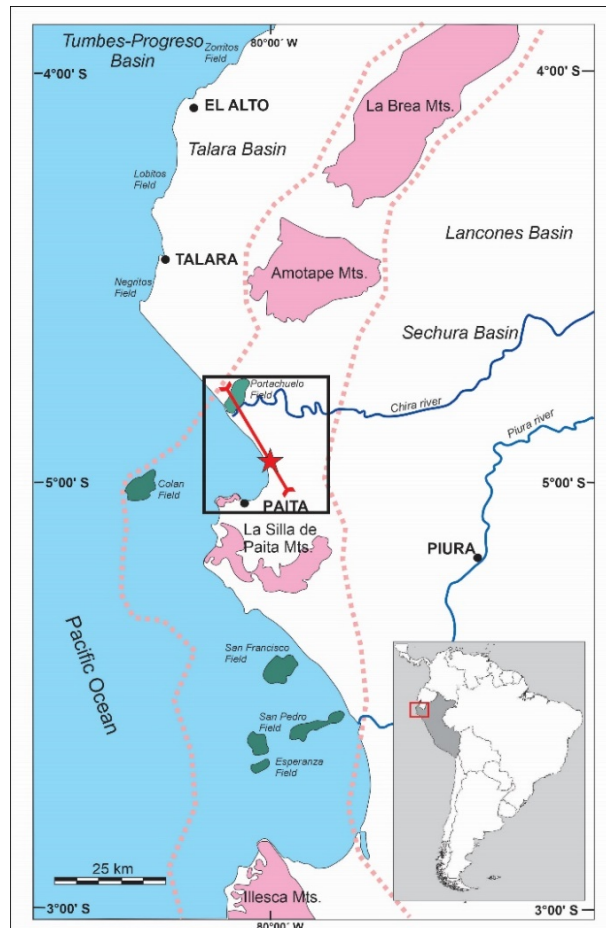 80°00' W
Tumbes-Progreso
Basin
Zorritos
Field
4°00' S
4°00' S
EL ALTO
La Brea Mts.
Talara Basin
Lobitos
Field
Lancones Basin
TALARA
Amotape Mts.
Negritos
Field
Sechura Basin
Portachuelo
Field
Chira river
Piura river
5°00' S
5°00' S
Colan
Field
PAITA
La Silla de
Paita Mts.
PIURA
Pacific Ocean
San Francisco
Field
San Pedro
Field
Esperanza
Field
25 km
Illesca Mts.
3°00' S
3°00' S
80°00' W